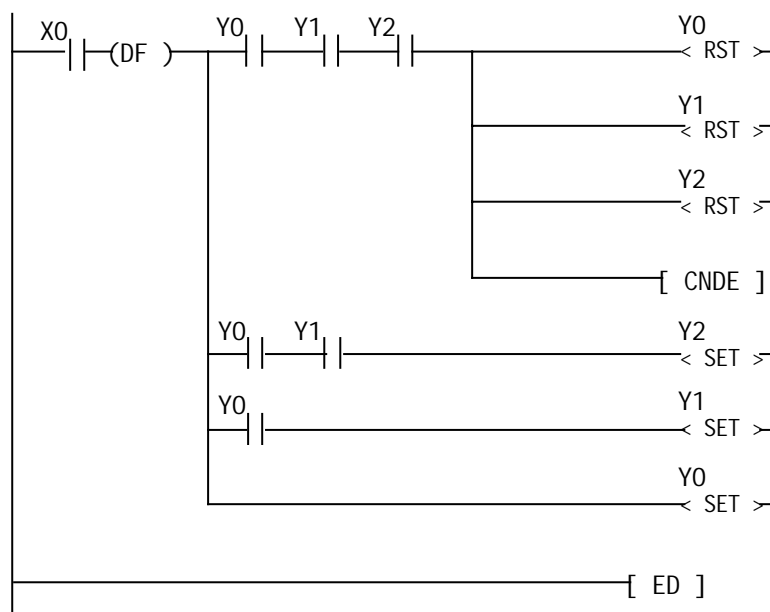 X0 (DF ) Y0 Y1 Y2 Y0 < RST >
Y1 < RST >
Y2 < RST >
[ CNDE ]
Y0 Y1 Y2 < SET >
Y0 Y1 < SET >
Y0 < SET >
[ ED ]